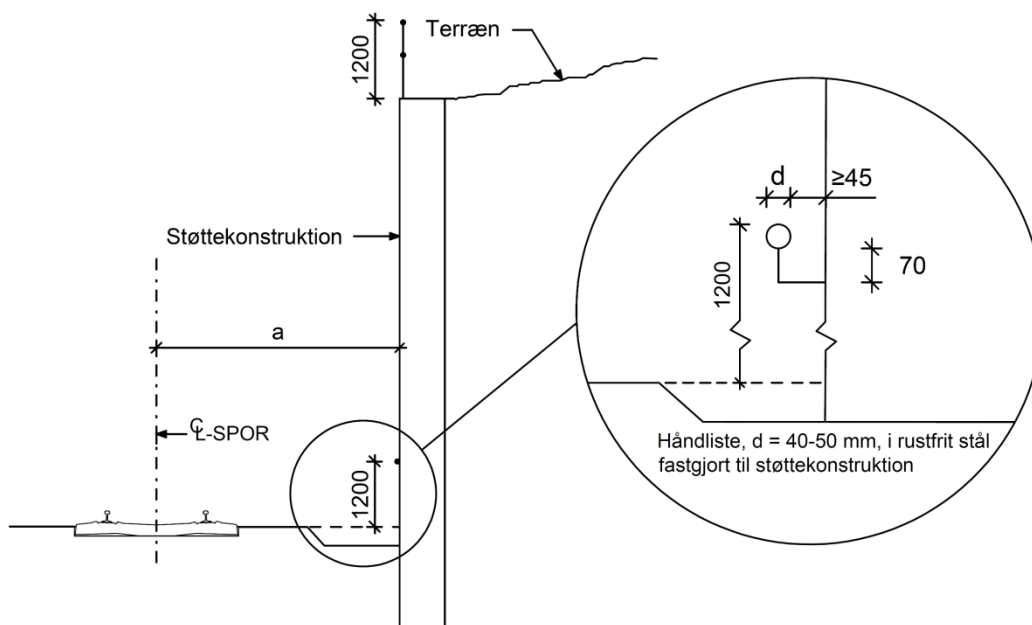 1200
Terræn
Støttekonstruktion
a
℄-SPOR
1200
d ≥45
1200
70
Håndliste, d = 40-50 mm, i rustfrit stål
fastgjort til støttekonstruktion